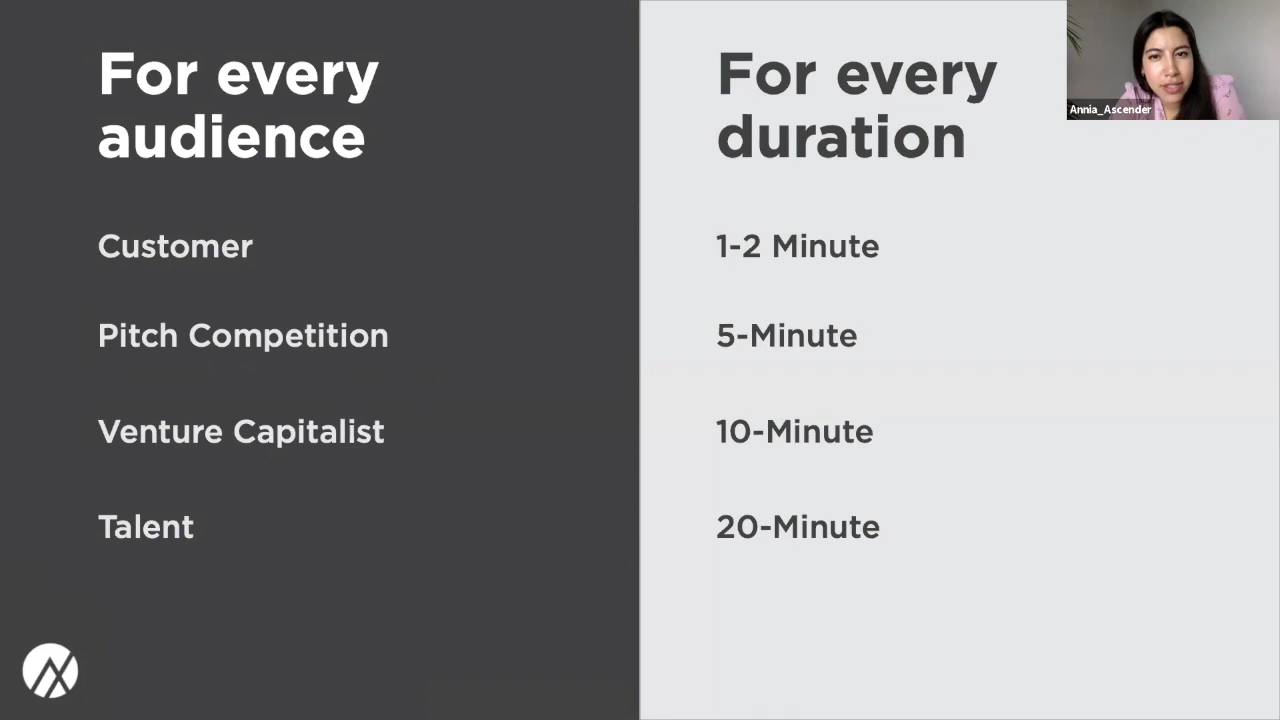 For every
audience
Customer
Pitch Competition
Venture Capitalist
Talent
For every
duration
1-2 Minute
5-Minute
10-Minute
20-Minute
Annia_Ascender